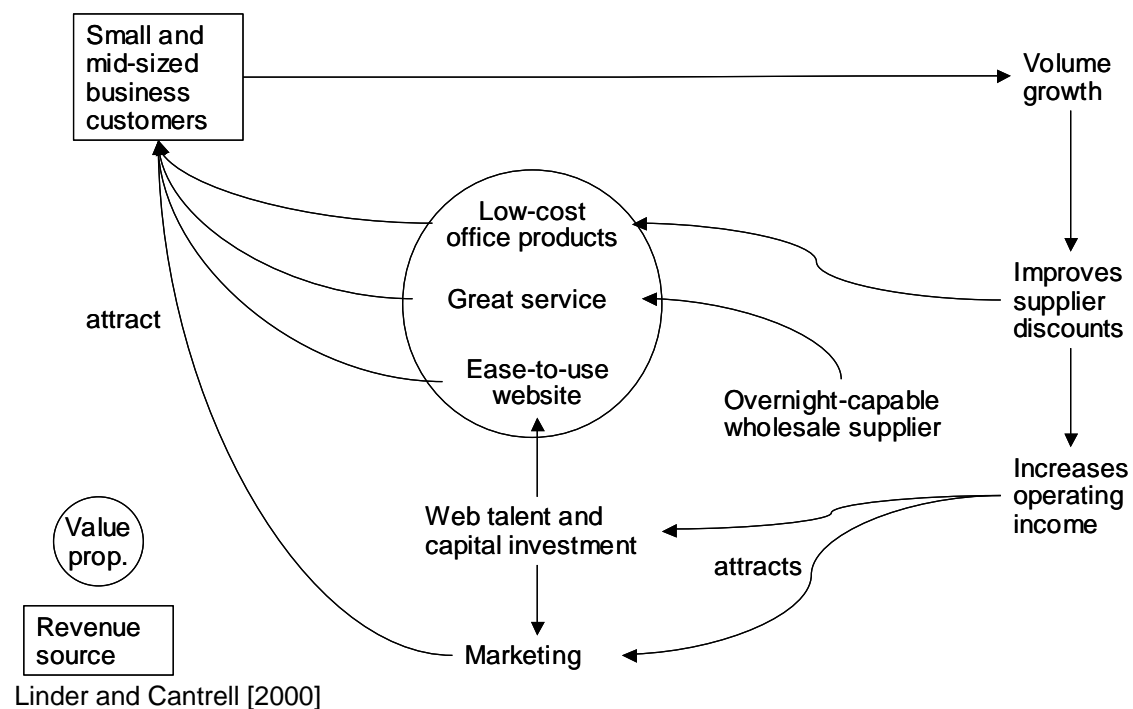 Small and
mid-sized
business
customers
Volume
growth
Low-cost
office products
Great service
Ease-to-use
website
attract
Improves
supplier
discounts
Overnight-capable
wholesale supplier
Increases
operating
income
Web talent and
capital investment
attracts
Marketing
Value
prop.
Revenue
source
Linder and Cantrell [2000]